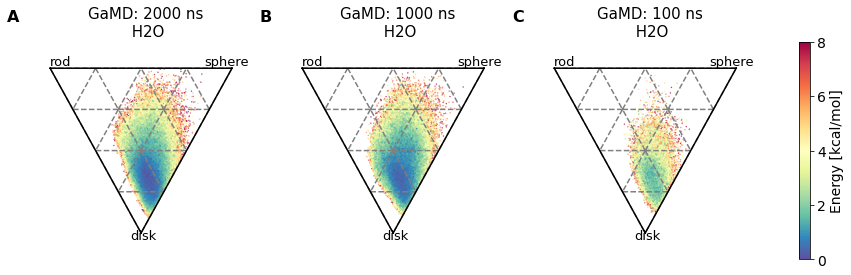 A
GaMD: 2000 ns
H2O
rod
sphere
disk
B
GaMD: 1000 ns
H2O
rod
sphere
disk
C
GaMD: 100 ns
H2O
rod
sphere
disk
8
6
4
2
0
Energy [kcal/mol]